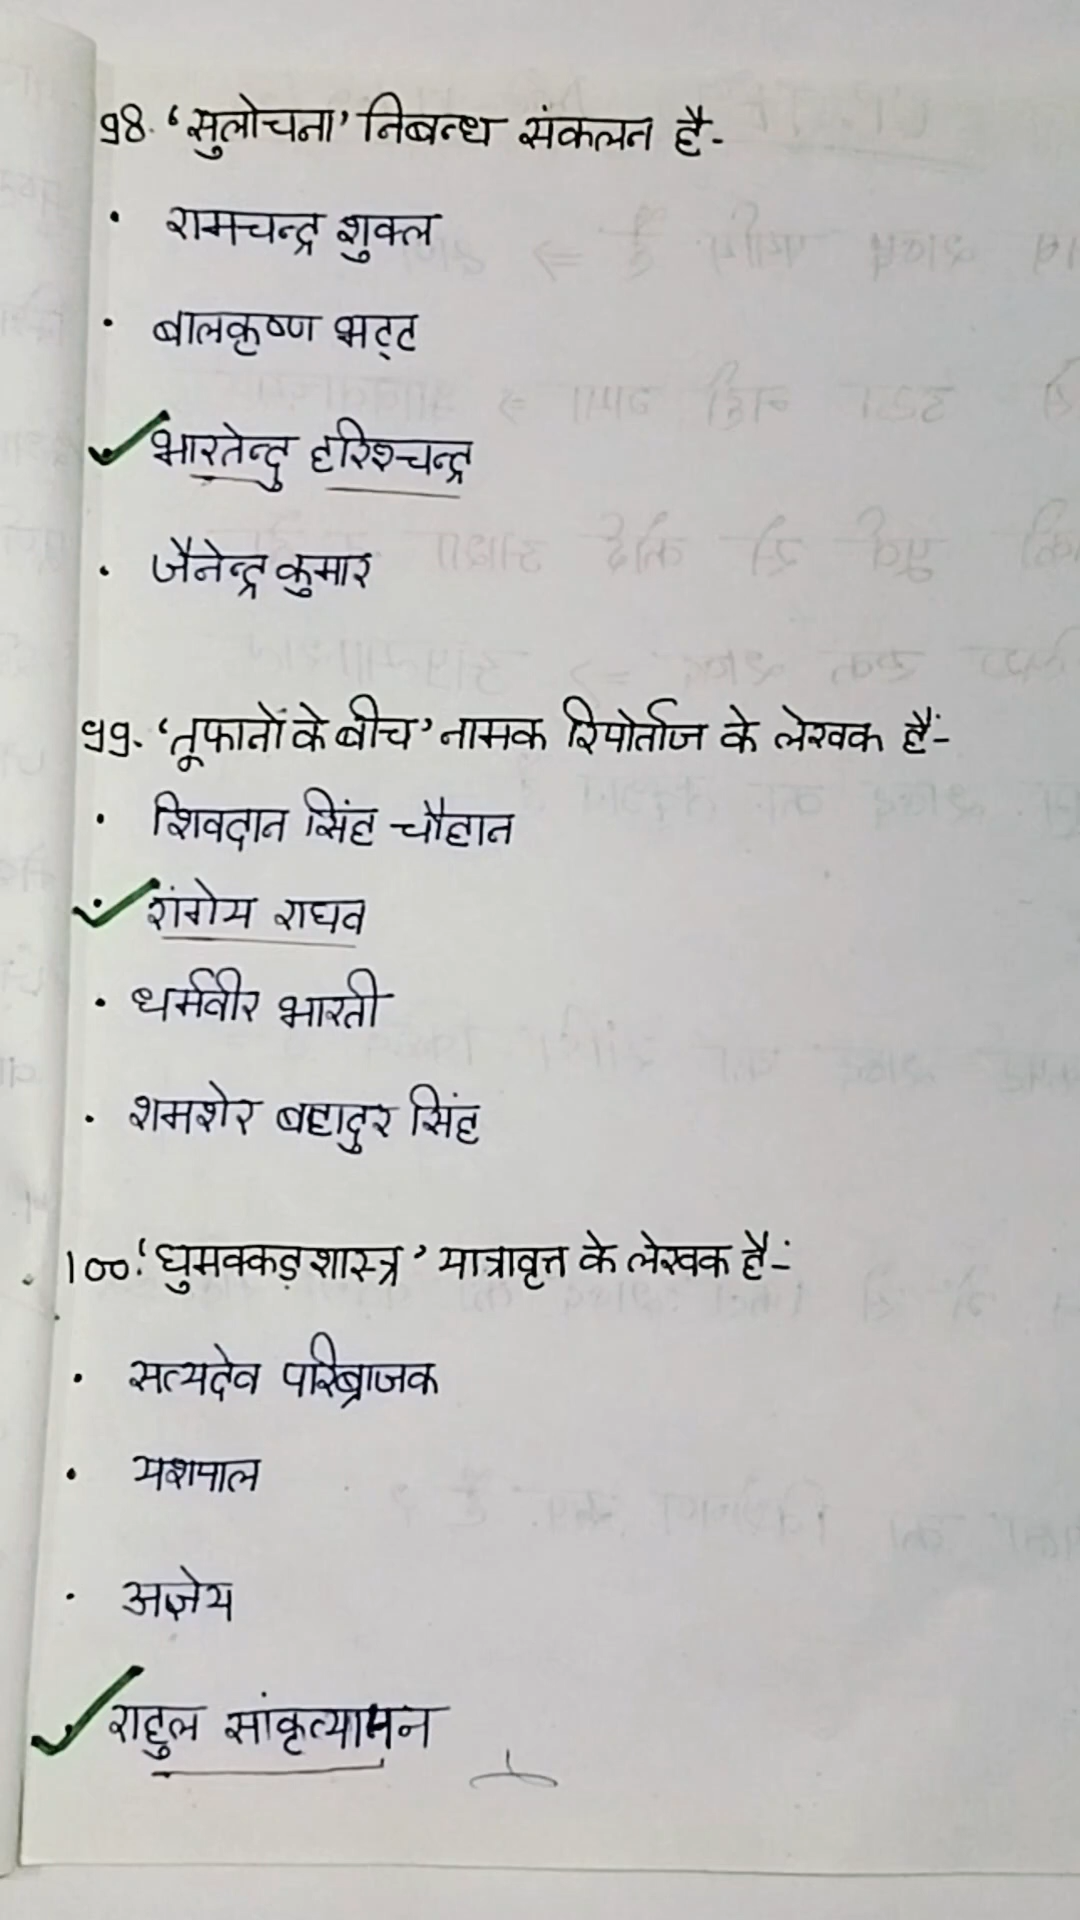 98. 'सुलोचना' निबन्ध संकलन है-
• रामचन्द्र शुक्ल
• बालकृष्ण भट्ट
भारतेन्दु हरिश्चन्द्र
• जैनेन्द्र कुमार
99. 'तूफानों के बीच' नामक रिपोर्ताज के लेखक हैं-
• शिवदान सिंह चौहान
• रांगेय राघव
• धर्मवीर भारती
• शमशेर बहादुर सिंह
100. 'घुमक्कड़ शास्त्र' यात्रावृत्त के लेखक हैं-
• सत्यदेव परिब्राजक
• यशपाल
• अज्ञेय
• राहुल सांकृत्यायन